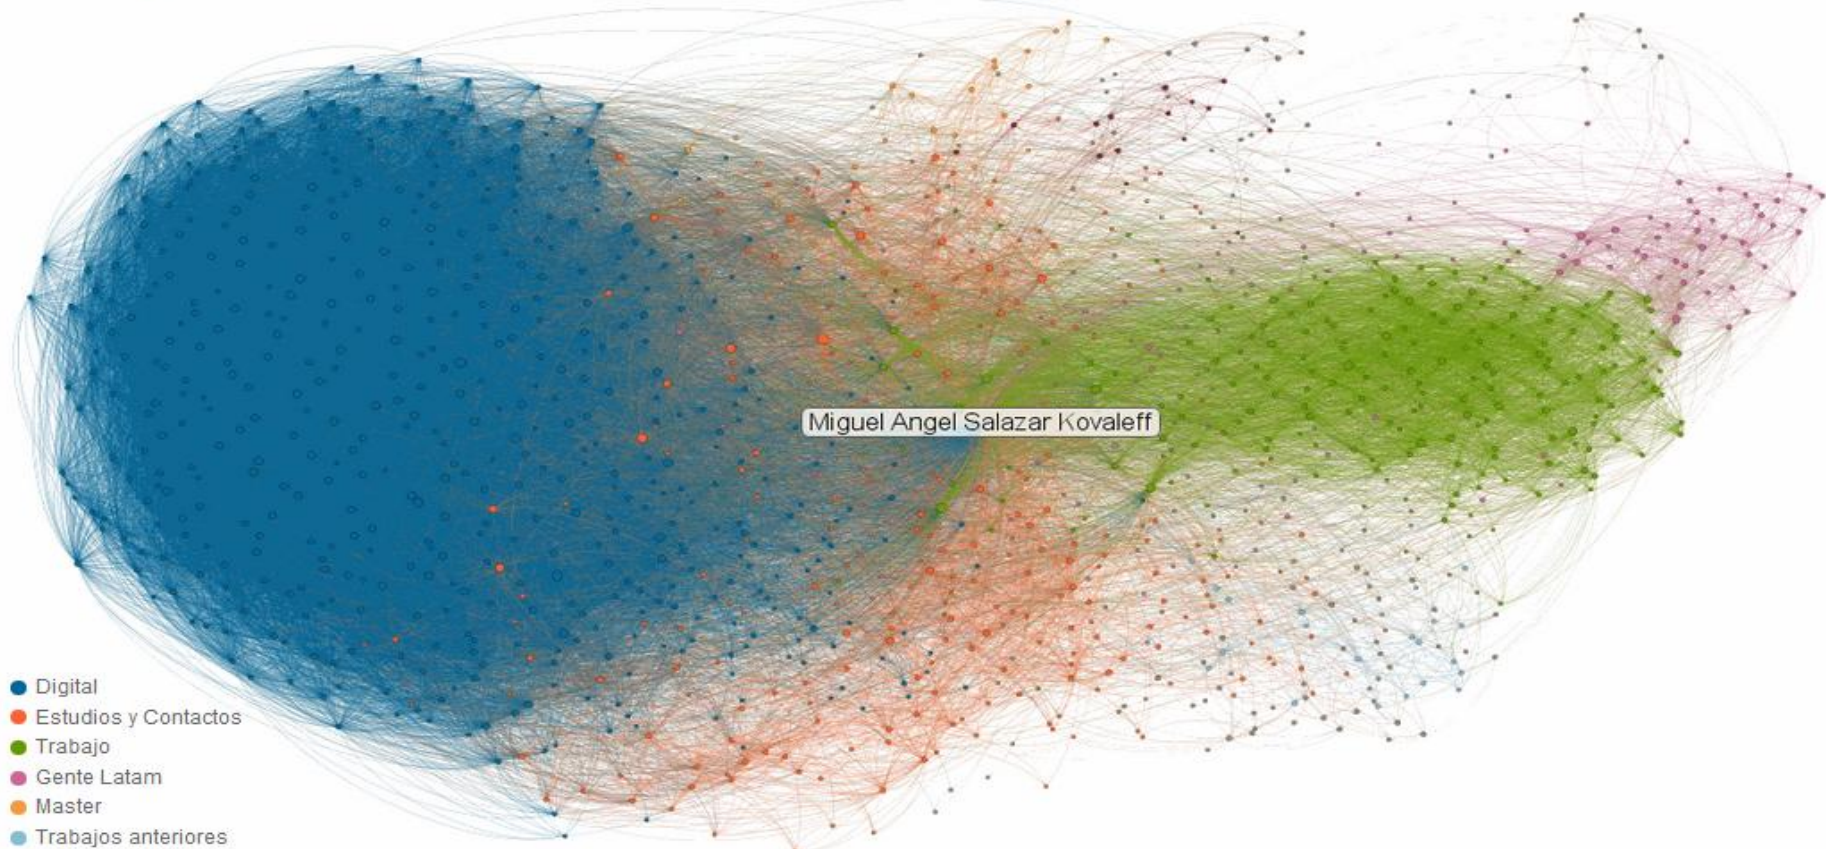 Miguel Angel Salazar Kovaleff
Digital
Estudios y Contactos
Trabajo
Gente Latam
Master
Trabajos anteriores